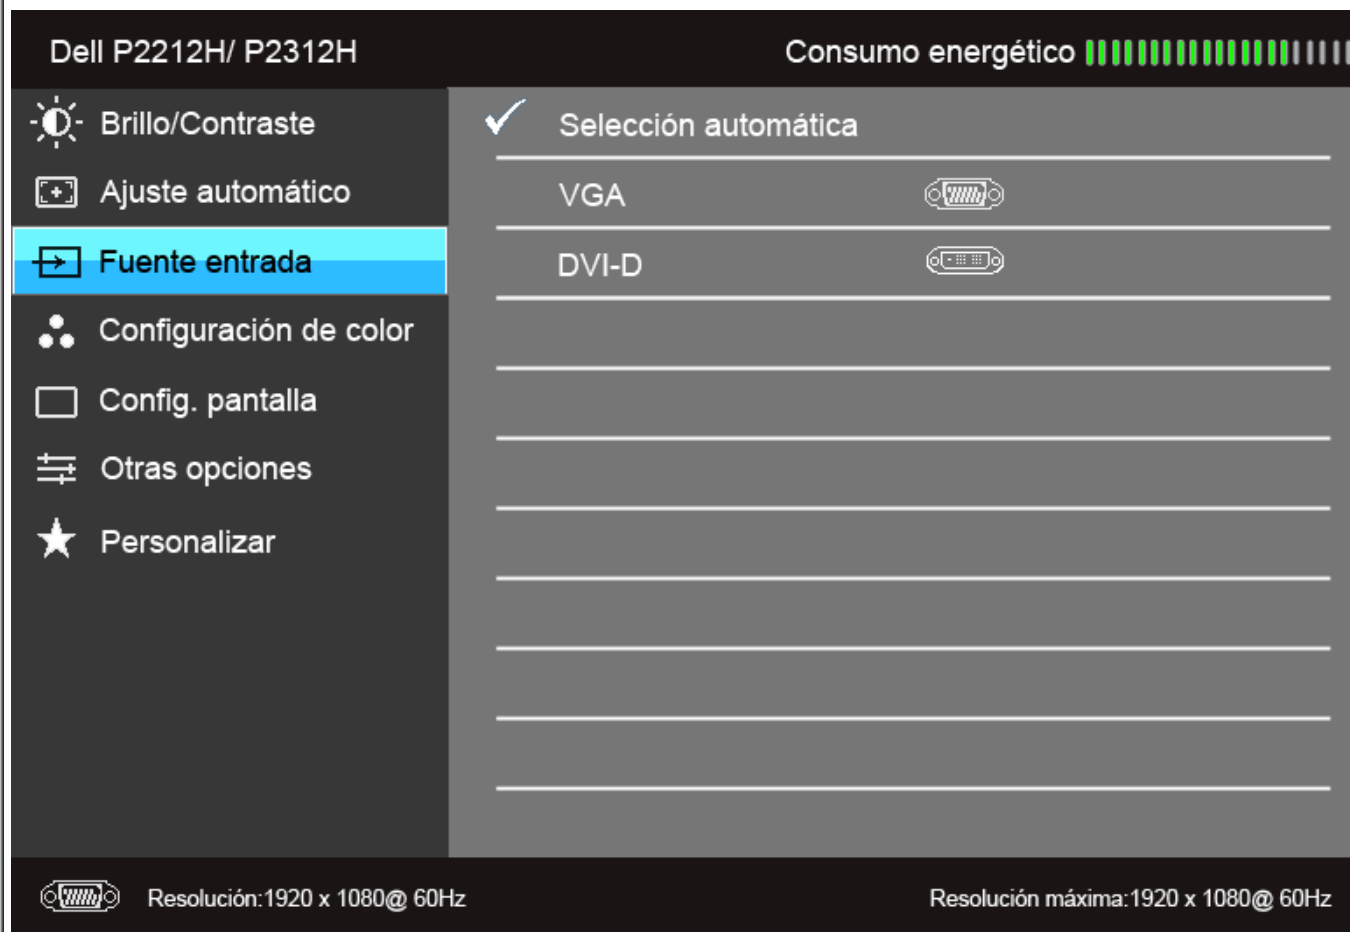 Dell P2212H/ P2312H
Consumo energético
Brillo/Contraste
Ajuste automático
Fuente entrada
Configuración de color
Config. pantalla
Otras opciones
Personalizar
Selección automática
VGA
DVI-D
Resolución:1920 x 1080@ 60Hz
Resolución máxima:1920 x 1080@ 60Hz